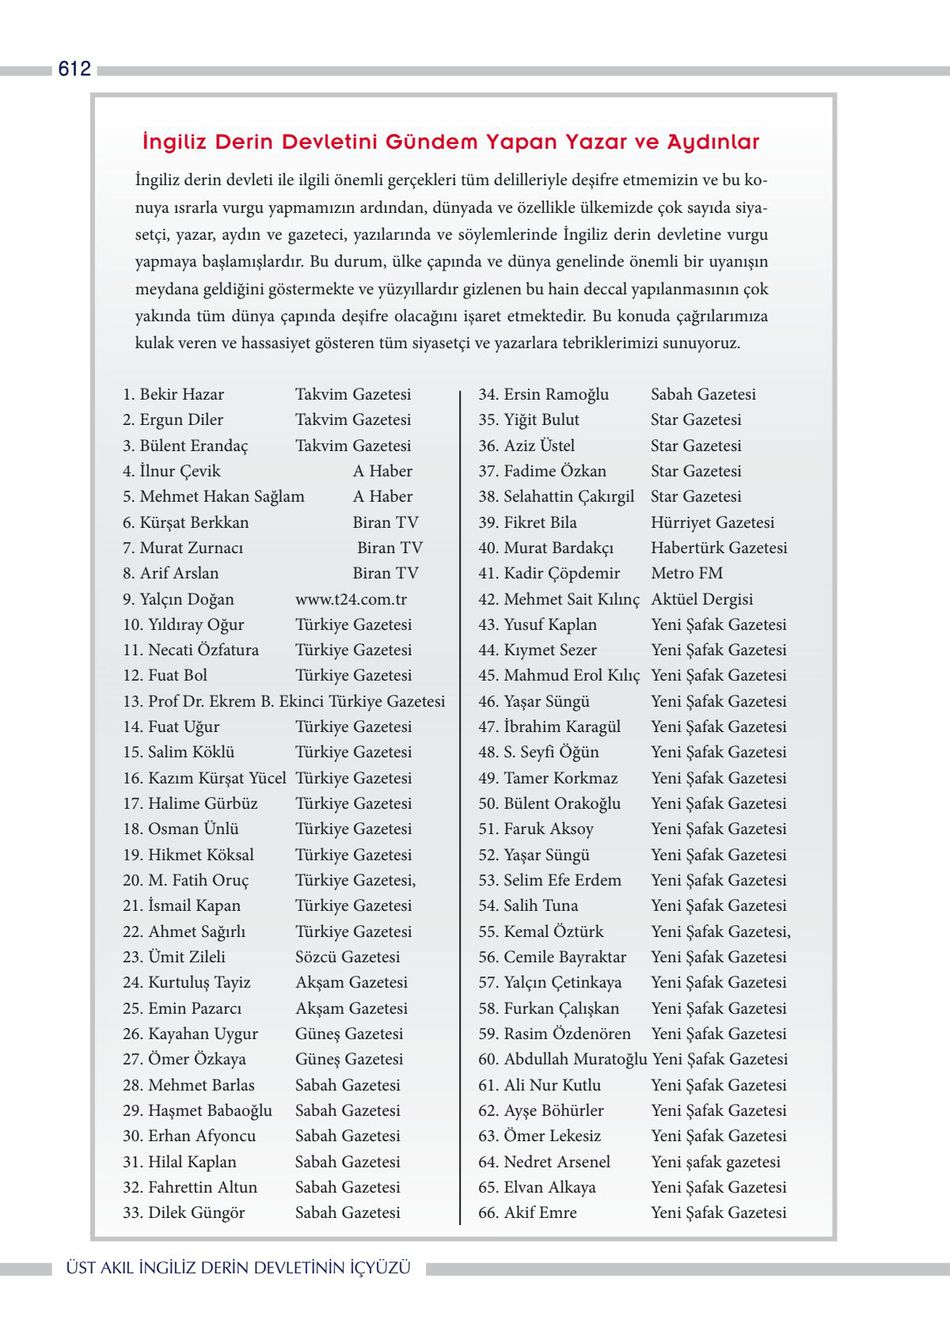 612
İngiliz Derin Devletini Gündem Yapan Yazar ve Aydınlar
İngiliz derin devleti ile ilgili önemli gerçekleri tüm delilleriyle deşifre etmemizin ve bu ko-
nuya ısrarla vurgu yapmamızın ardından, dünyada ve özellikle ülkemizde çok sayıda siya-
setçi, yazar, aydın ve gazeteci, yazılarında ve söylemlerinde İngiliz derin devletine vurgu
yapmaya başlamışlardır. Bu durum, ülke çapında ve dünya genelinde önemli bir uyanışın
meydana geldiğini göstermekte ve yüzyıllardır gizlenen bu hain deccal yapılanmasının çok
yakında tüm dünya çapında deşifre olacağını işaret etmektedir. Bu konuda çağrılarımıza
kulak veren ve hassasiyet gösteren tüm siyasetçi ve yazarlara tebriklerimizi sunuyoruz.
1. Bekir Hazar Takvim Gazetesi
2. Ergun Diler Takvim Gazetesi
3. Bülent Erandaç Takvim Gazetesi
4. İlnur Çevik A Haber
5. Mehmet Hakan Sağlam A Haber
6. Kürşat Berkkan Biran TV
7. Murat Zurnacı Biran TV
8. Arif Arslan Biran TV
9. Yalçın Doğan www.t24.com.tr
10. Yıldıray Oğur Türkiye Gazetesi
11. Necati Özfatura Türkiye Gazetesi
12. Fuat Bol Türkiye Gazetesi
13. Prof Dr. Ekrem B. Ekinci Türkiye Gazetesi
14. Fuat Uğur Türkiye Gazetesi
15. Salim Köklü Türkiye Gazetesi
16. Kazım Kürşat Yücel Türkiye Gazetesi
17. Halime Gürbüz Türkiye Gazetesi
18. Osman Ünlü Türkiye Gazetesi
19. Hikmet Köksal Türkiye Gazetesi
20. M. Fatih Oruç Türkiye Gazetesi,
21. İsmail Kapan Türkiye Gazetesi
22. Ahmet Sağırlı Türkiye Gazetesi
23. Ümit Zileli Sözcü Gazetesi
24. Kurtuluş Tayiz Akşam Gazetesi
25. Emin Pazarcı Akşam Gazetesi
26. Kayahan Uygur Güneş Gazetesi
27. Ömer Özkaya Güneş Gazetesi
28. Mehmet Barlas Sabah Gazetesi
29. Haşmet Babaoğlu Sabah Gazetesi
30. Erhan Afyoncu Sabah Gazetesi
31. Hilal Kaplan Sabah Gazetesi
32. Fahrettin Altun Sabah Gazetesi
33. Dilek Güngör Sabah Gazetesi
34. Ersin Ramoğlu Sabah Gazetesi
35. Yiğit Bulut Star Gazetesi
36. Aziz Üstel Star Gazetesi
37. Fadime Özkan Star Gazetesi
38. Selahattin Çakırgil Star Gazetesi
39. Fikret Bila Hürriyet Gazetesi
40. Murat Bardakçı Habertürk Gazetesi
41. Kadir Çöpdemir Metro FM
42. Mehmet Sait Kılınç Aktüel Dergisi
43. Yusuf Kaplan Yeni Şafak Gazetesi
44. Kıymet Sezer Yeni Şafak Gazetesi
45. Mahmud Erol Kılıç Yeni Şafak Gazetesi
46. Yaşar Süngü Yeni Şafak Gazetesi
47. İbrahim Karagül Yeni Şafak Gazetesi
48. S. Seyfi Öğün Yeni Şafak Gazetesi
49. Tamer Korkmaz Yeni Şafak Gazetesi
50. Bülent Orakoğlu Yeni Şafak Gazetesi
51. Faruk Aksoy Yeni Şafak Gazetesi
52. Yaşar Süngü Yeni Şafak Gazetesi
53. Selim Efe Erdem Yeni Şafak Gazetesi
54. Salih Tuna Yeni Şafak Gazetesi
55. Kemal Öztürk Yeni Şafak Gazetesi,
56. Cemile Bayraktar Yeni Şafak Gazetesi
57. Yalçın Çetinkaya Yeni Şafak Gazetesi
58. Furkan Çalışkan Yeni Şafak Gazetesi
59. Rasim Özdenören Yeni Şafak Gazetesi
60. Abdullah Muratoğlu Yeni Şafak Gazetesi
61. Ali Nur Kutlu Yeni Şafak Gazetesi
62. Ayşe Böhürler Yeni Şafak Gazetesi
63. Ömer Lekesiz Yeni Şafak Gazetesi
64. Nedret Arsenel Yeni şafak gazetesi
65. Elvan Alkaya Yeni Şafak Gazetesi
66. Akif Emre Yeni Şafak Gazetesi
ÜST AKIL İNGİLİZ DERİN DEVLETİNİN İÇYÜZÜ